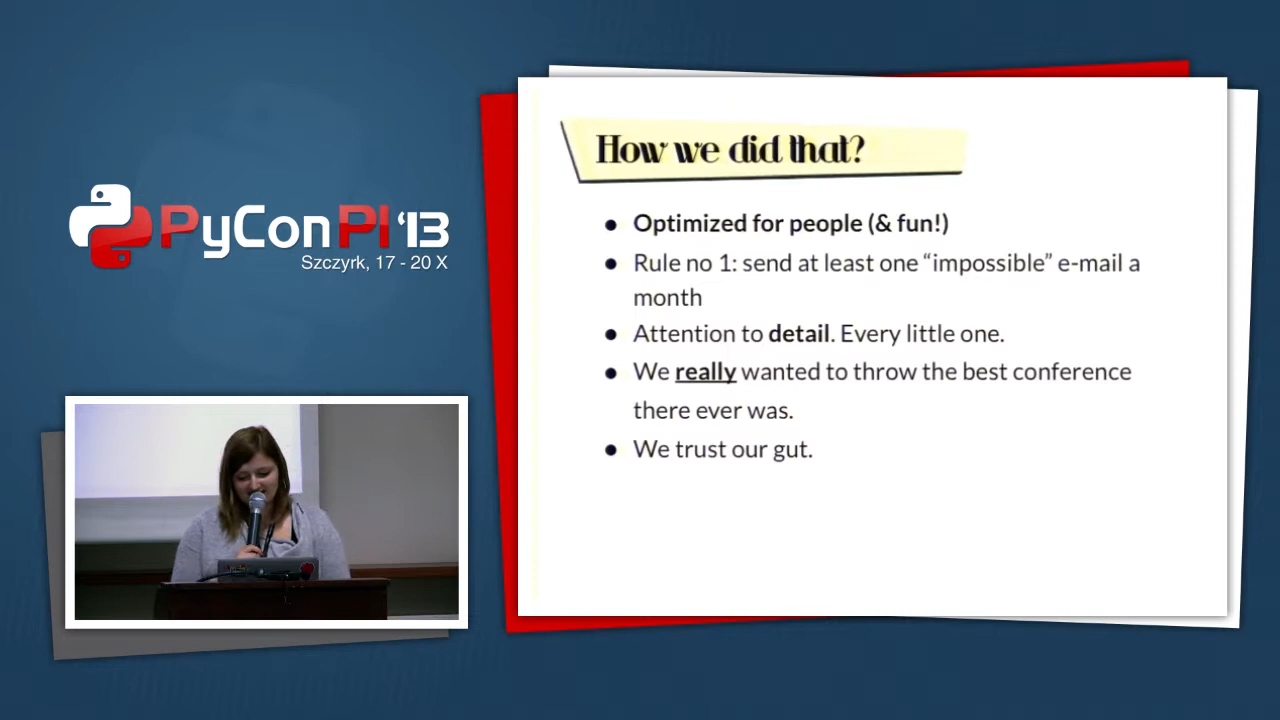 PyConPl ‘13
Szczyrk, 17 - 20 X
How we did that?
● Optimized for people (& fun!)
● Rule no 1: send at least one “impossible” e-mail a
month
● Attention to detail. Every little one.
● We really wanted to throw the best conference
there ever was.
● We trust our gut.